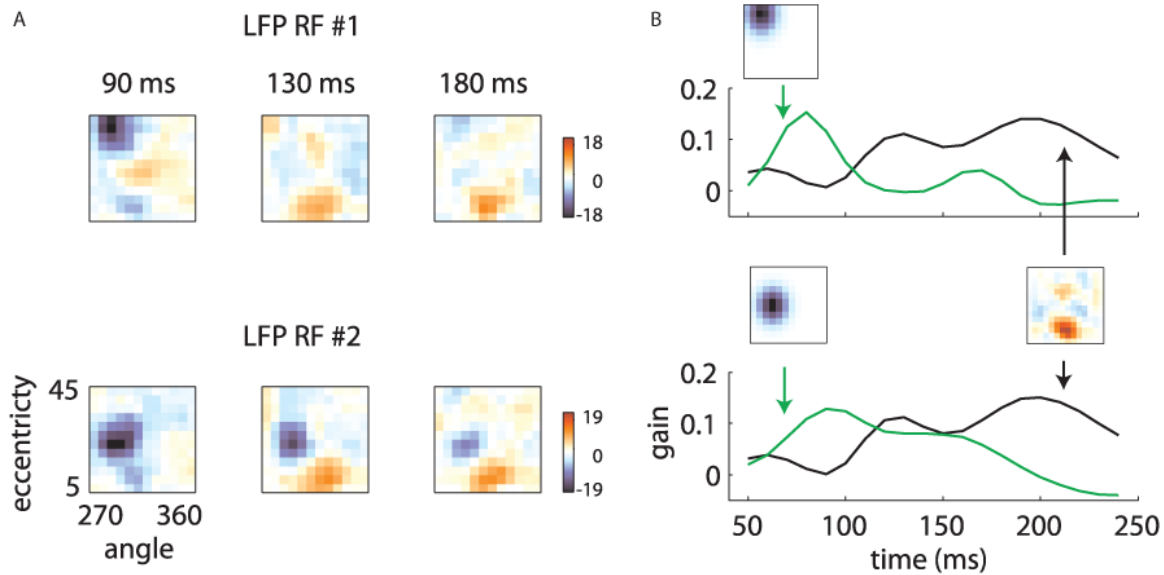 A
LFP RF #1
90 ms 130 ms 180 ms
18
0
-18
LFP RF #2
eccentricty
45
5
270 360
angle
19
0
-19
B
0.2
0.1
0
0.2
0.1
0
gain
50 100 150 200 250
time (ms)